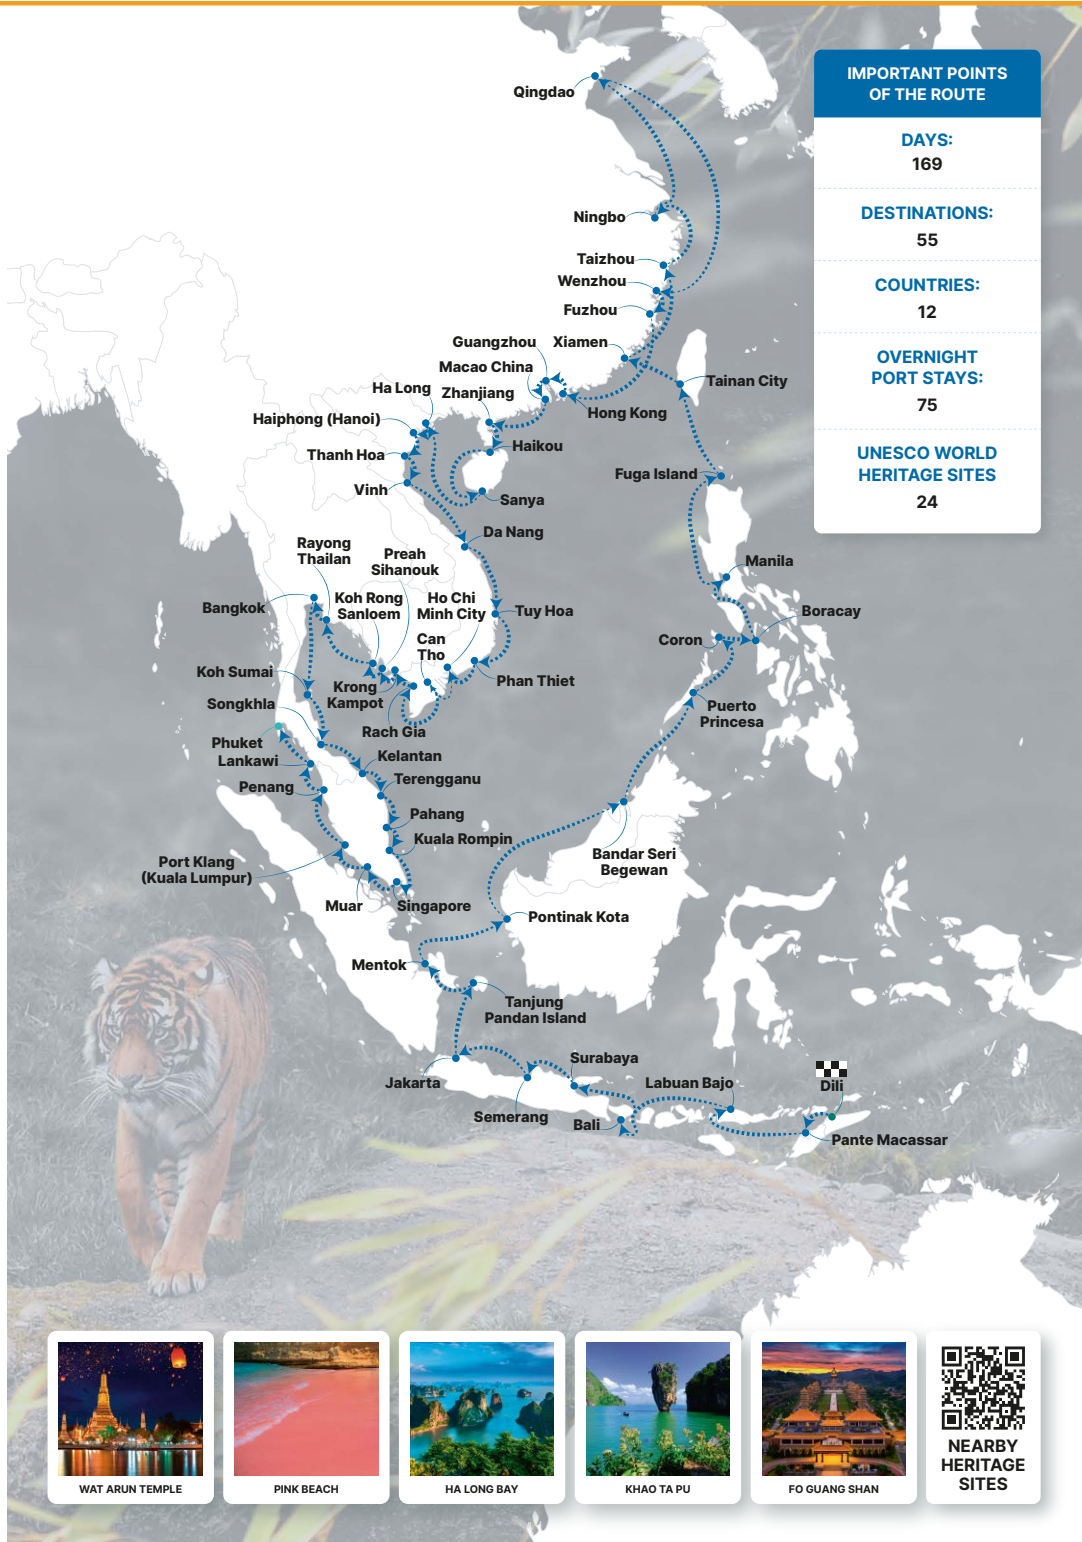 IMPORTANT POINTS
OF THE ROUTE
DAYS:
169
DESTINATIONS:
55
COUNTRIES:
12
OVERNIGHT
PORT STAYS:
75
UNESCO WORLD
HERITAGE SITES
24
Qingdao
Ningbo
Taizhou
Wenzhou
Fuzhou
Guangzhou
Xiamen
Macao China
Ha Long
Zhanjiang
Tainan City
Hong Kong
Haiphong (Hanoi)
Haikou
Thanh Hoa
Fuga Island
Vinh
Sanya
Da Nang
Rayong
Thailan
Preah
Sihanouk
Manila
Koh Rong
Sanloem
Ho Chi
Minh City
Bangkok
Tuy Hoa
Boracay
Can
Tho
Coron
Koh Sumai
Krong
Kampot
Phan Thiet
Songkhla
Puerto
Princesa
Rach Gia
Phuket
Lankawi
Kelantan
Terengganu
Penang
Pahang
Kuala Rompin
Bandar Seri
Begewan
Port Klang
(Kuala Lumpur)
Muar
Singapore
Pontinak Kota
Mentok
Tanjung
Pandan Island
Surabaya
Jakarta
Labuan Bajo
Dili
Semerang
Bali
Pante Macassar
WAT ARUN TEMPLE
PINK BEACH
HA LONG BAY
KHAO TA PU
FO GUANG SHAN
NEARBY
HERITAGE
SITES